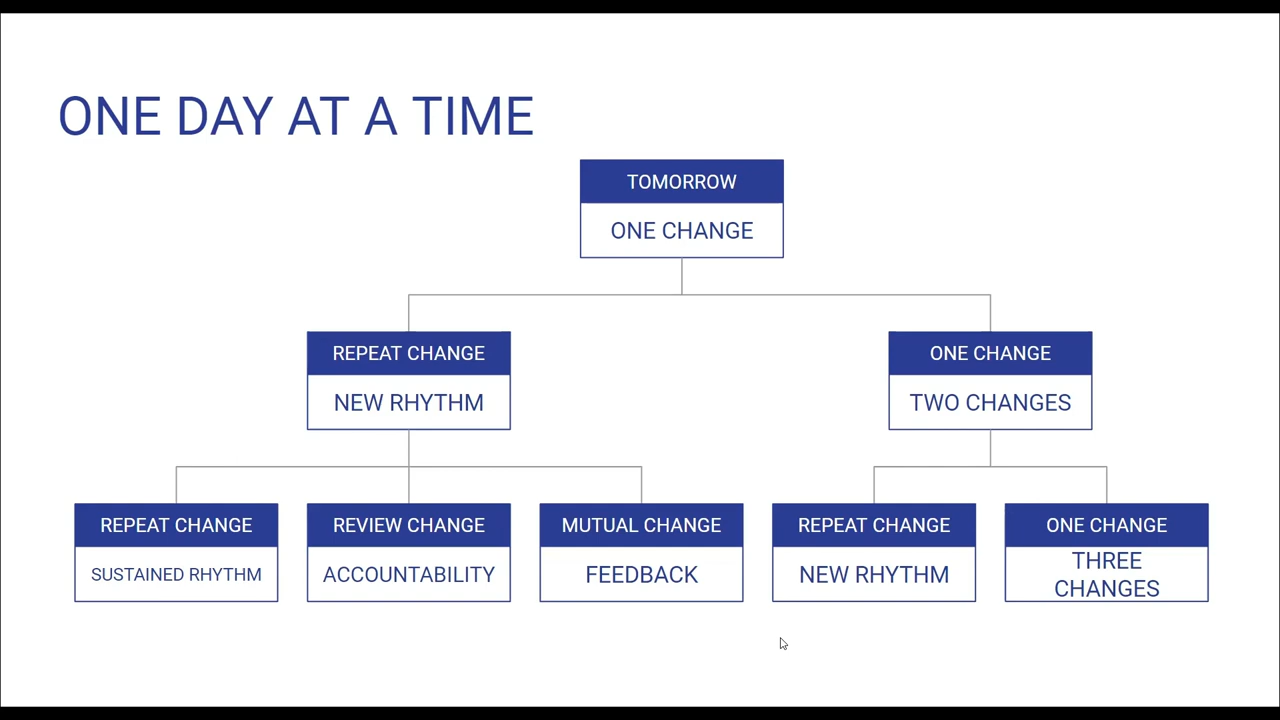 ONE DAY AT A TIME
TOMORROW
ONE CHANGE
REPEAT CHANGE
NEW RHYTHM
ONE CHANGE
TWO CHANGES
REPEAT CHANGE
SUSTAINED RHYTHM
REVIEW CHANGE
ACCOUNTABILITY
MUTUAL CHANGE
FEEDBACK
REPEAT CHANGE
NEW RHYTHM
ONE CHANGE
THREE
CHANGES